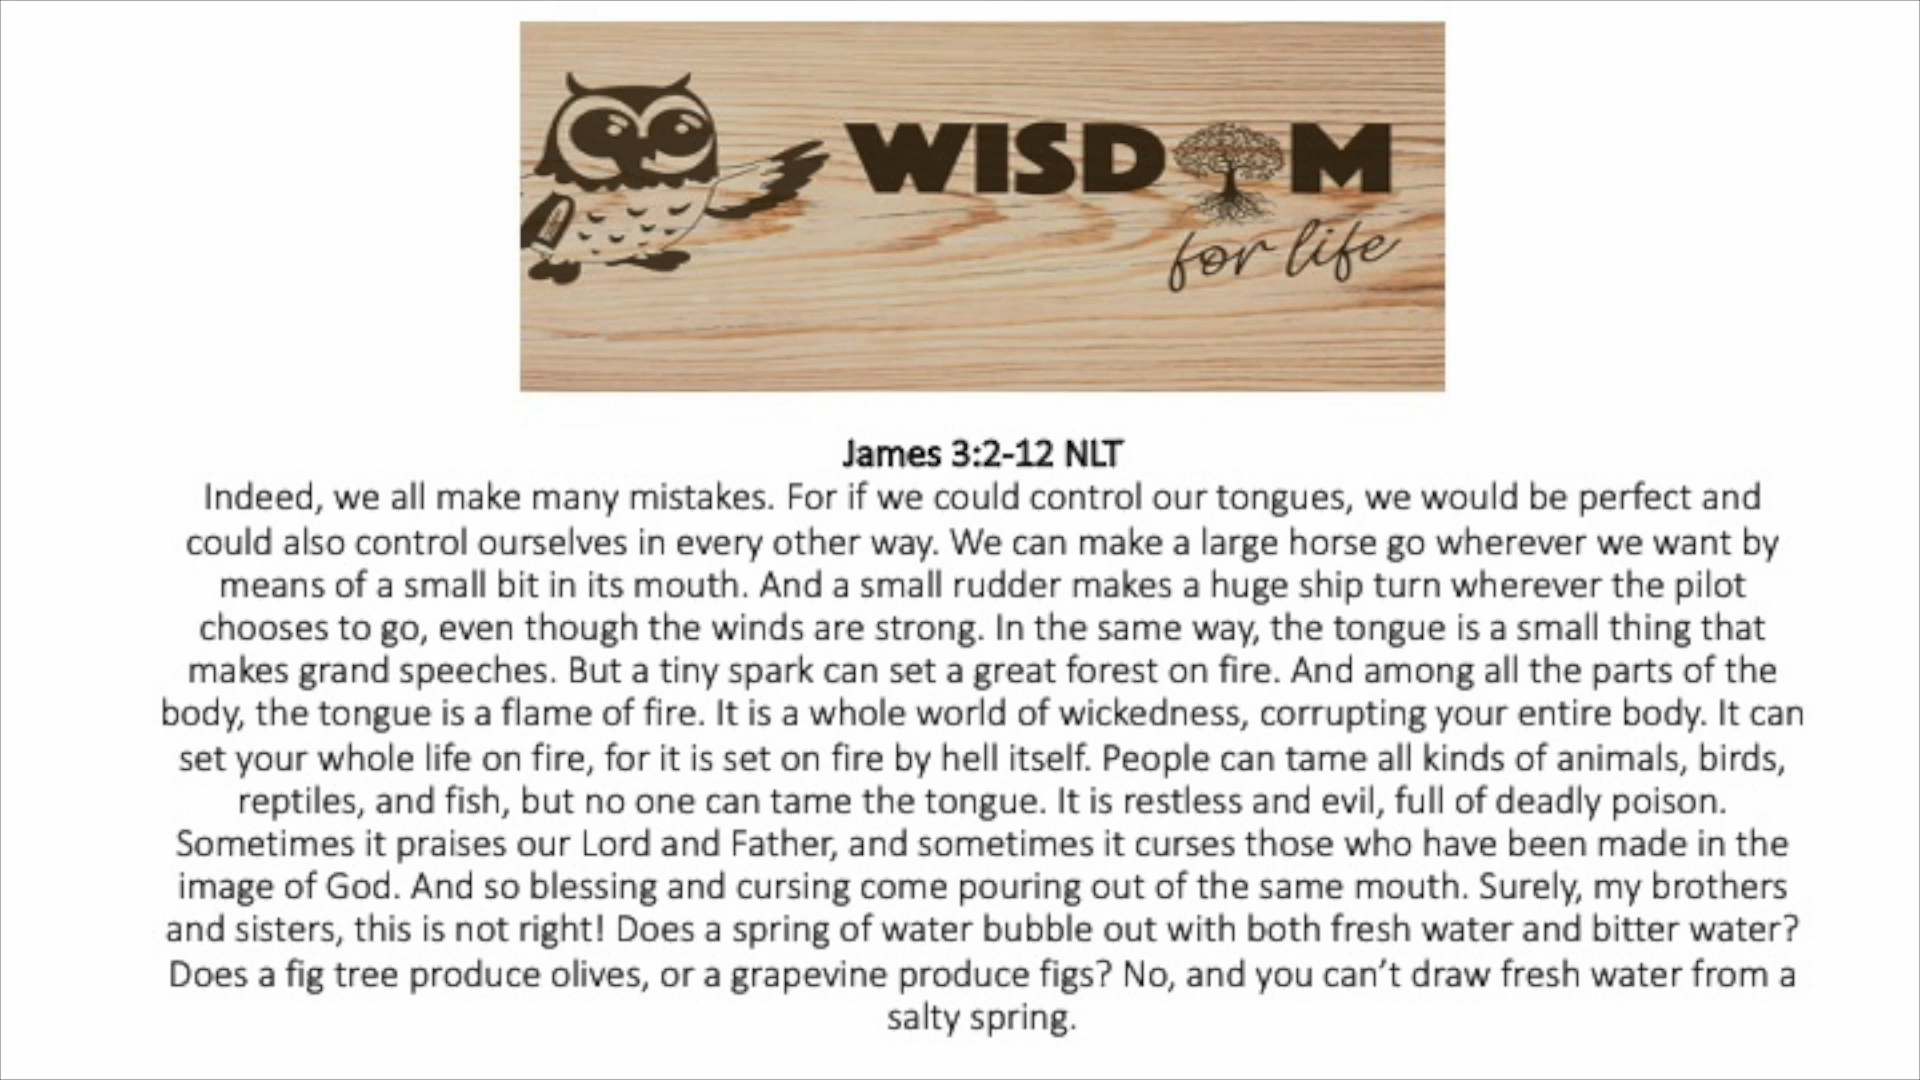 WISDOM
for life
James 3:2-12 NLT
Indeed, we all make many mistakes. For if we could control our tongues, we would be perfect and
could also control ourselves in every other way. We can make a large horse go wherever we want by
means of a small bit in its mouth. And a small rudder makes a huge ship turn wherever the pilot
chooses to go, even though the winds are strong. In the same way, the tongue is a small thing that
makes grand speeches. But a tiny spark can set a great forest on fire. And among all the parts of the
body, the tongue is a flame of fire. It is a whole world of wickedness, corrupting your entire body. It can
set your whole life on fire, for it is set on fire by hell itself. People can tame all kinds of animals, birds,
reptiles, and fish, but no one can tame the tongue. It is restless and evil, full of deadly poison.
Sometimes it praises our Lord and Father, and sometimes it curses those who have been made in the
image of God. And so blessing and cursing come pouring out of the same mouth. Surely, my brothers
and sisters, this is not right! Does a spring of water bubble out with both fresh water and bitter water?
Does a fig tree produce olives, or a grapevine produce figs? No, and you can’t draw fresh water from a
salty spring.